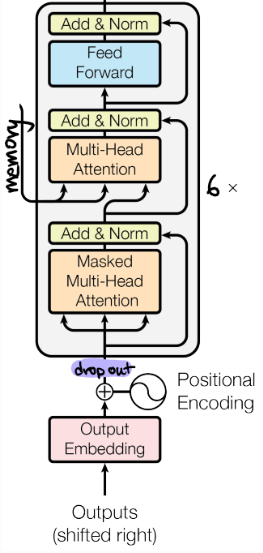 Add & Norm
Feed
Forward
Add & Norm
memory
Multi-Head
Attention
6 ×
Add & Norm
Masked
Multi-Head
Attention
drop out
Positional
Encoding
Output
Embedding
Outputs
(shifted right)